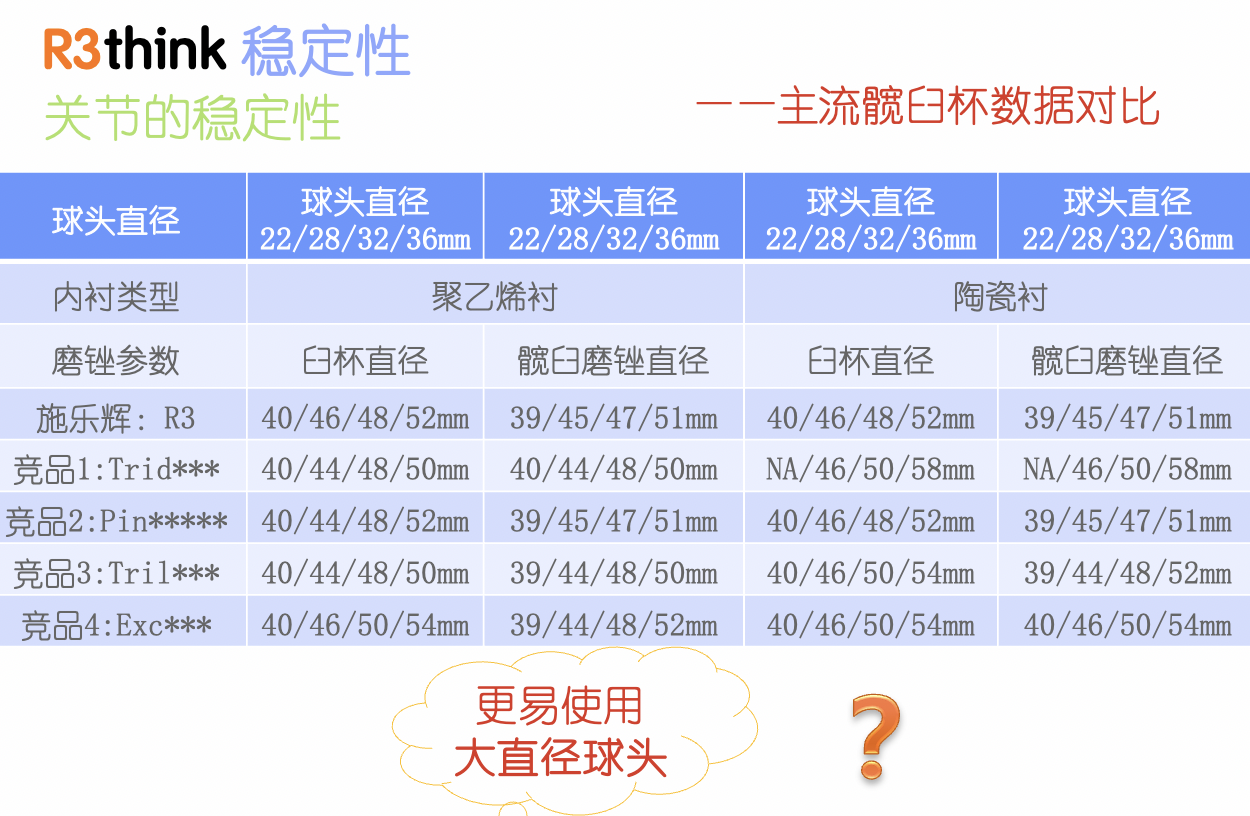 R3think 稳定性
关节的稳定性
——主流髋臼杯数据对比
球头直径 球头直径 22/28/32/36mm 球头直径 22/28/32/36mm 球头直径 22/28/32/36mm 球头直径 22/28/32/36mm
内衬类型 聚乙烯衬 陶瓷衬
磨锉参数 臼杯直径 髋臼磨锉直径 臼杯直径 髋臼磨锉直径
施乐辉：R3 40/46/48/52mm 39/45/47/51mm 40/46/48/52mm 39/45/47/51mm
竞品1:Trid*** 40/44/48/50mm 40/44/48/50mm NA/46/50/58mm NA/46/50/58mm
竞品2:Pin***** 40/44/48/52mm 39/45/47/51mm 40/46/48/52mm 39/45/47/51mm
竞品3:Tril*** 40/44/48/50mm 39/44/48/50mm 40/46/50/54mm 39/44/48/52mm
竞品4:Exc*** 40/46/50/54mm 39/44/48/52mm 40/46/50/54mm 40/46/50/54mm
更易使用
大直径球头
?